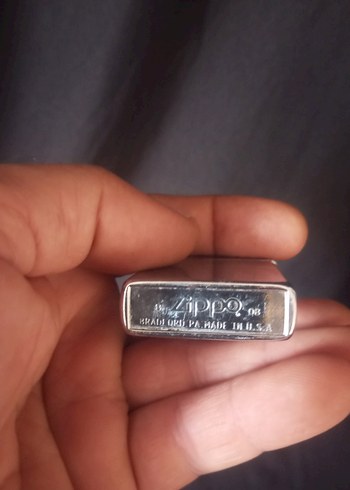 zippo 08
BRADFORD PA. MADE IN U.S.A